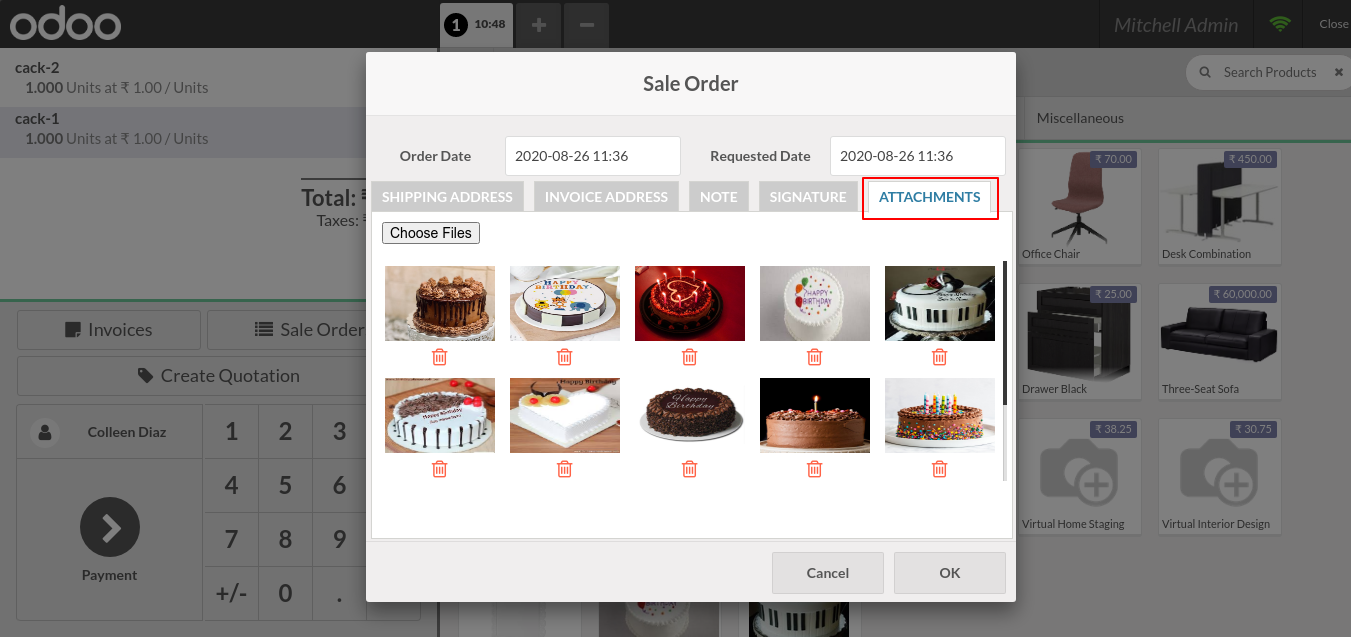 odoo
1 10:48 + −
Mitchell Admin
Close
cack-2
1.000 Units at ₹ 1.00 / Units
cack-1
1.000 Units at ₹ 1.00 / Units
Total: ₹
Taxes: ₹
Invoices
Sale Order
Create Quotation
Colleen Diaz
Payment
1 2 3
4 5 6
7 8 9
+/- 0 .
Sale Order
Order Date 2020-08-26 11:36 Requested Date 2020-08-26 11:36
SHIPPING ADDRESS INVOICE ADDRESS NOTE SIGNATURE ATTACHMENTS
Choose Files
HAPPY BIRTHDAY
HAPPY BIRTHDAY
Happy Birthday
Happy Birthday
Happy Birthday
Happy Birthday
Cancel OK
Search Products ✖
Miscellaneous
₹ 70.00
Office Chair
₹ 450.00
Desk Combination
₹ 25.00
Drawer Black
₹ 60,000.00
Three-Seat Sofa
₹ 38.25
Virtual Home Staging
₹ 30.75
Virtual Interior Design